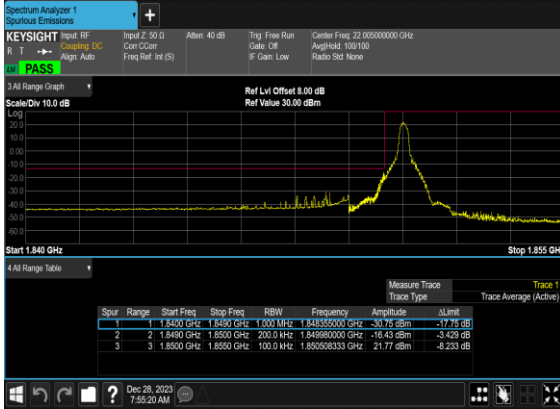 Spectrum Analyzer 1
Spurious Emissions
+
KEYSIGHT Input: RF Input Z: 50 Ω Atten: 40 dB Trig: Free Run Center Freq: 22.005000000 GHz
R T Coupling: DC Corr CCorr Gate: Off Avg|Hold: 100/100
Align: Auto Freq Ref: Int (S) IF Gain: Low Radio Std: None
PASS
3 All Range Graph
Ref Lvl Offset 8.00 dB
Scale/Div 10.0 dB Ref Value 30.00 dBm
Log
20.0
10.0
0.00
-10.0
-20.0
-30.0
-40.0
-50.0
-60.0
Start 1.840 GHz Stop 1.855 GH
4 All Range Table
Measure Trace Trace 1
Trace Type Trace Average (Active)
Spur Range Start Freq Stop Freq RBW Frequency Amplitude ΔLimit
1 1 1.8400 GHz 1.8490 GHz 1.000 MHz 1.848355000 GHz -30.75 dBm -17.75 dB
2 2 1.8490 GHz 1.8500 GHz 200.0 kHz 1.849980000 GHz -16.43 dBm -3.429 dB
3 3 1.8500 GHz 1.8550 GHz 100.0 kHz 1.850508333 GHz 21.77 dBm -8.233 dB
?
Dec 28, 2023
7:55:20 AM